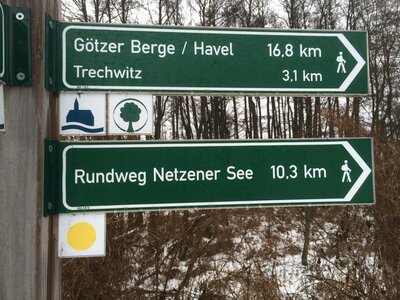 Götzer Berge / Havel 16,8 km
Trechwitz 3,1 km
Rundweg Netzener See 10,3 km